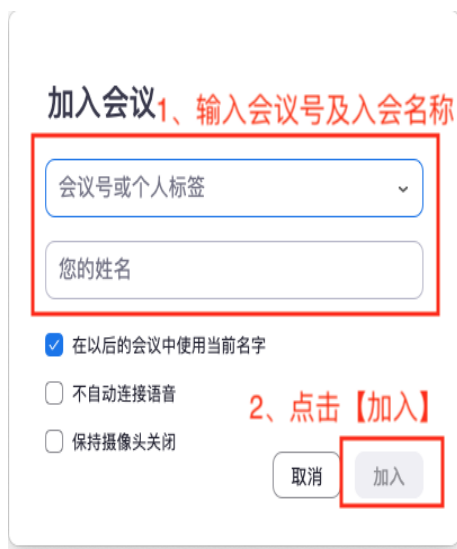 加入会议1、输入会议号及入会名称
会议号或个人标签
您的姓名
在以后的会议中使用当前名字
不自动连接语音
2、点击【加入】
保持摄像头关闭
取消 加入